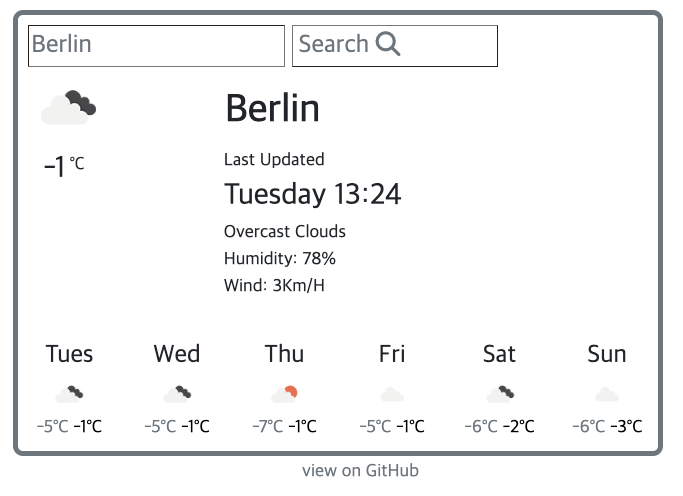 Berlin Search
Berlin
-1 °C
Last Updated
Tuesday 13:24
Overcast Clouds
Humidity: 78%
Wind: 3Km/H
Tues Wed Thu Fri Sat Sun
-5°C -1°C -5°C -1°C -7°C -1°C -5°C -1°C -6°C -2°C -6°C -3°C
view on GitHub